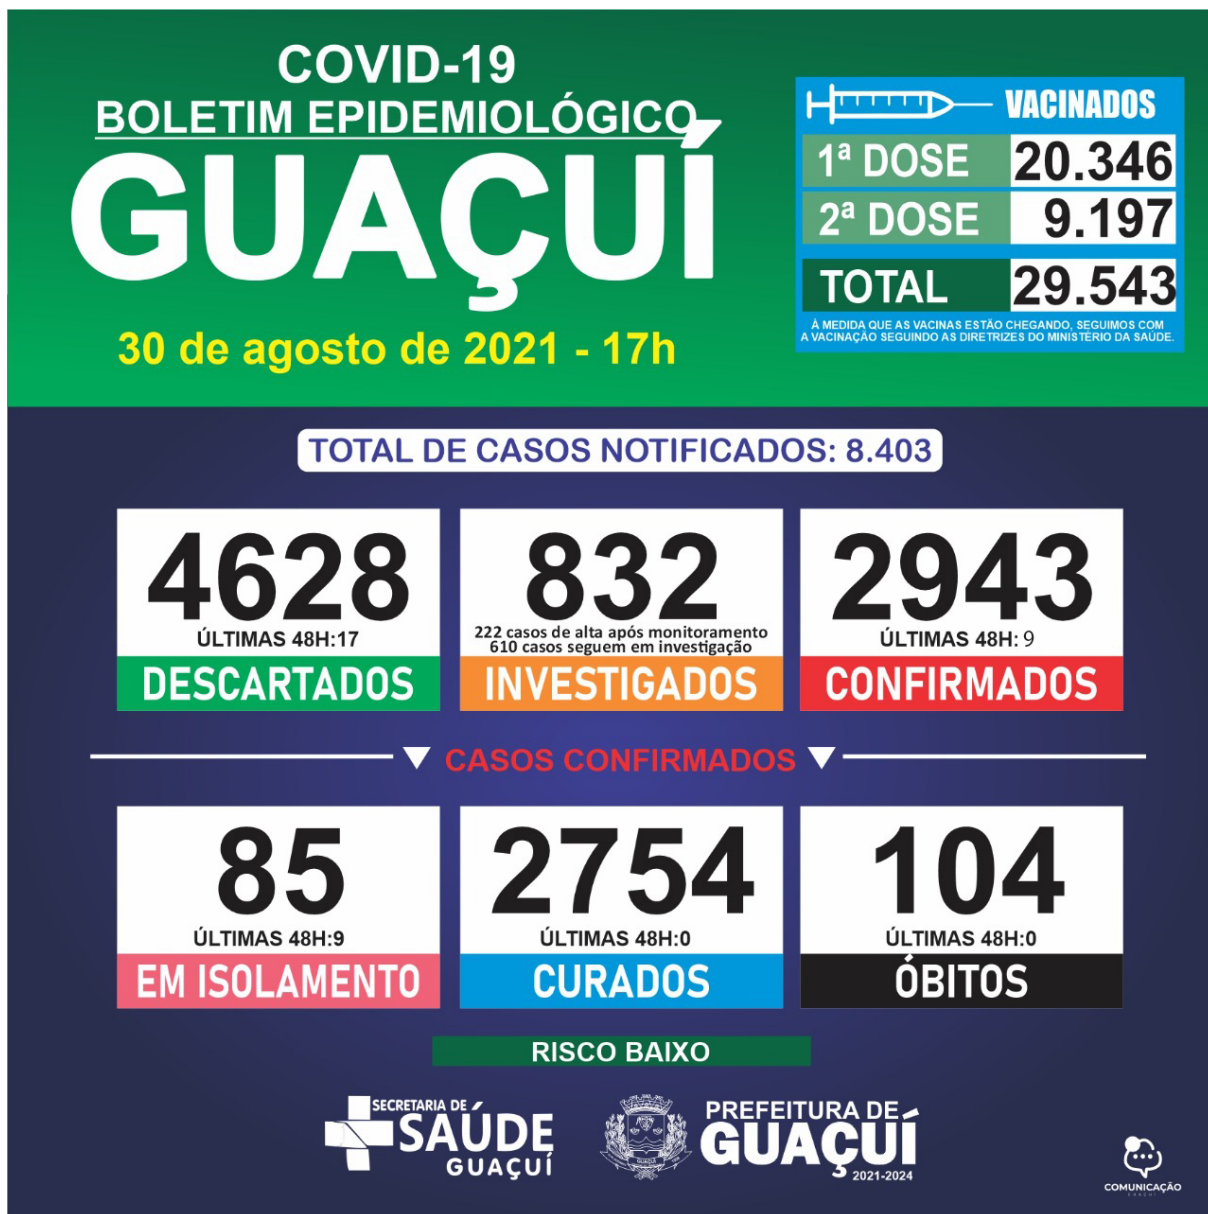 COVID-19
BOLETIM EPIDEMIOLÓGICO
GUAÇUÍ
30 de agosto de 2021 - 17h
VACINADOS
1ª DOSE 20.346
2ª DOSE 9.197
TOTAL 29.543
À MEDIDA QUE AS VACINAS ESTÃO CHEGANDO, SEGUIMOS COM
A VACINAÇÃO SEGUINDO AS DIRETRIZES DO MINISTÉRIO DA SAÚDE.
TOTAL DE CASOS NOTIFICADOS: 8.403
4628
ÚLTIMAS 48H:17
DESCARTADOS
832
222 casos de alta após monitoramento
610 casos seguem em investigação
INVESTIGADOS
2943
ÚLTIMAS 48H: 9
CONFIRMADOS
CASOS CONFIRMADOS
85
ÚLTIMAS 48H:9
EM ISOLAMENTO
2754
ÚLTIMAS 48H:0
CURADOS
104
ÚLTIMAS 48H:0
ÓBITOS
RISCO BAIXO
SECRETARIA DE
SAÚDE
GUAÇUÍ
PREFEITURA DE
GUAÇUÍ
2021-2024
COMUNICAÇÃO